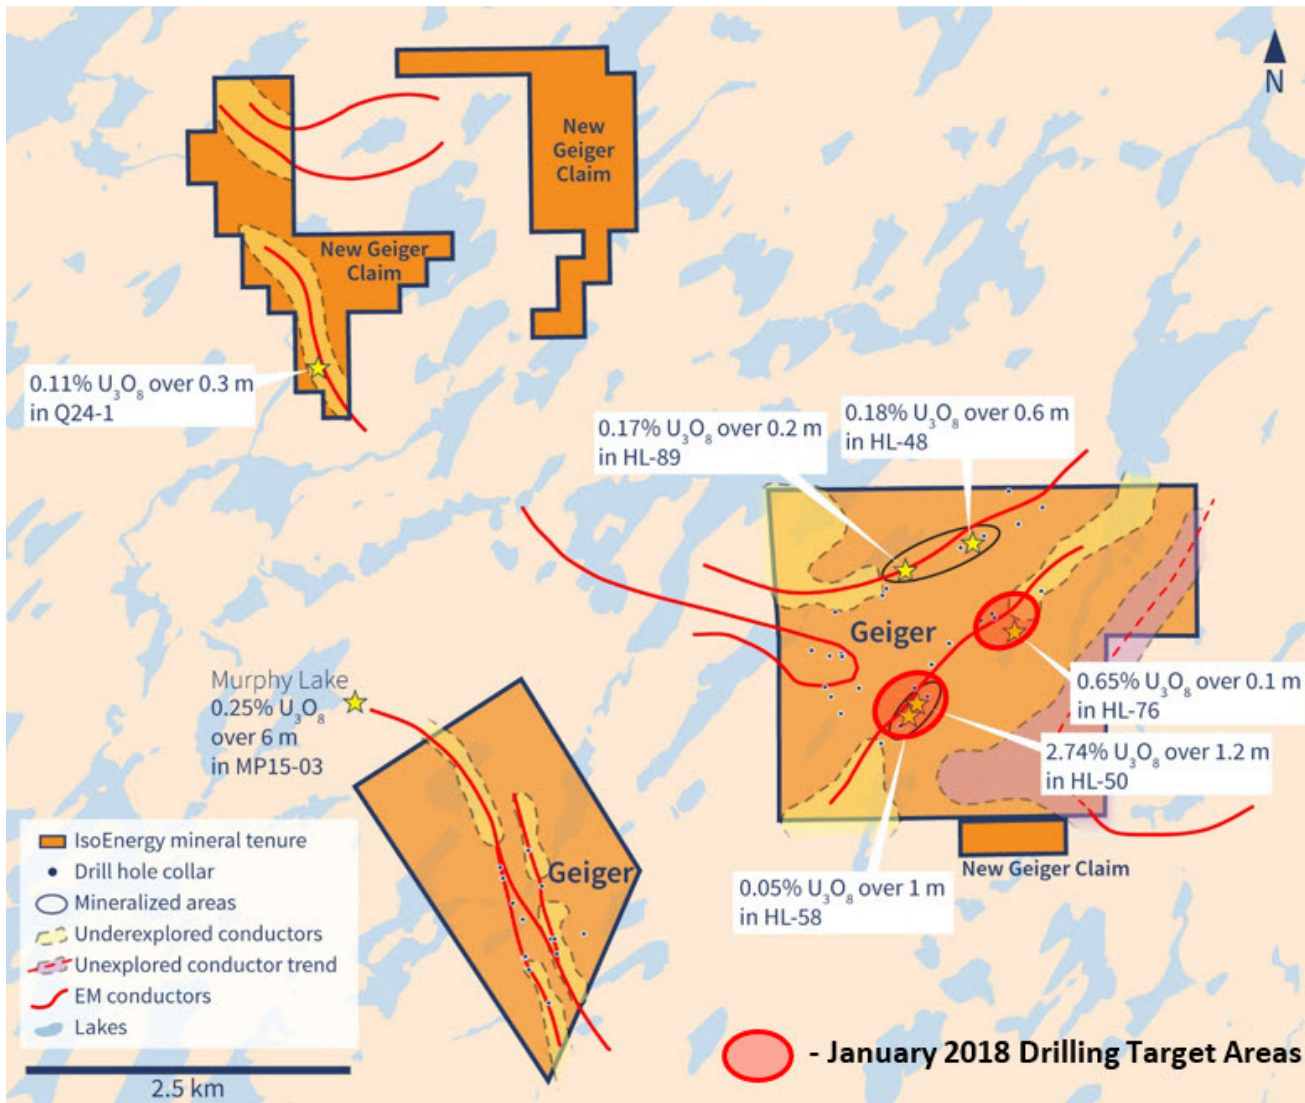 N
New
Geiger
Claim
New Geiger
Claim
0.11% U₃O₈ over 0.3 m
in Q24-1
0.17% U₃O₈ over 0.2 m
in HL-89
0.18% U₃O₈ over 0.6 m
in HL-48
Geiger
0.65% U₃O₈ over 0.1 m
in HL-76
2.74% U₃O₈ over 1.2 m
in HL-50
Murphy Lake
0.25% U₃O₈
over 6 m
in MP15-03
Geiger
New Geiger Claim
0.05% U₃O₈ over 1 m
in HL-58
IsoEnergy mineral tenure
Drill hole collar
Mineralized areas
Underexplored conductors
Unexplored conductor trend
EM conductors
Lakes
2.5 km
- January 2018 Drilling Target Areas